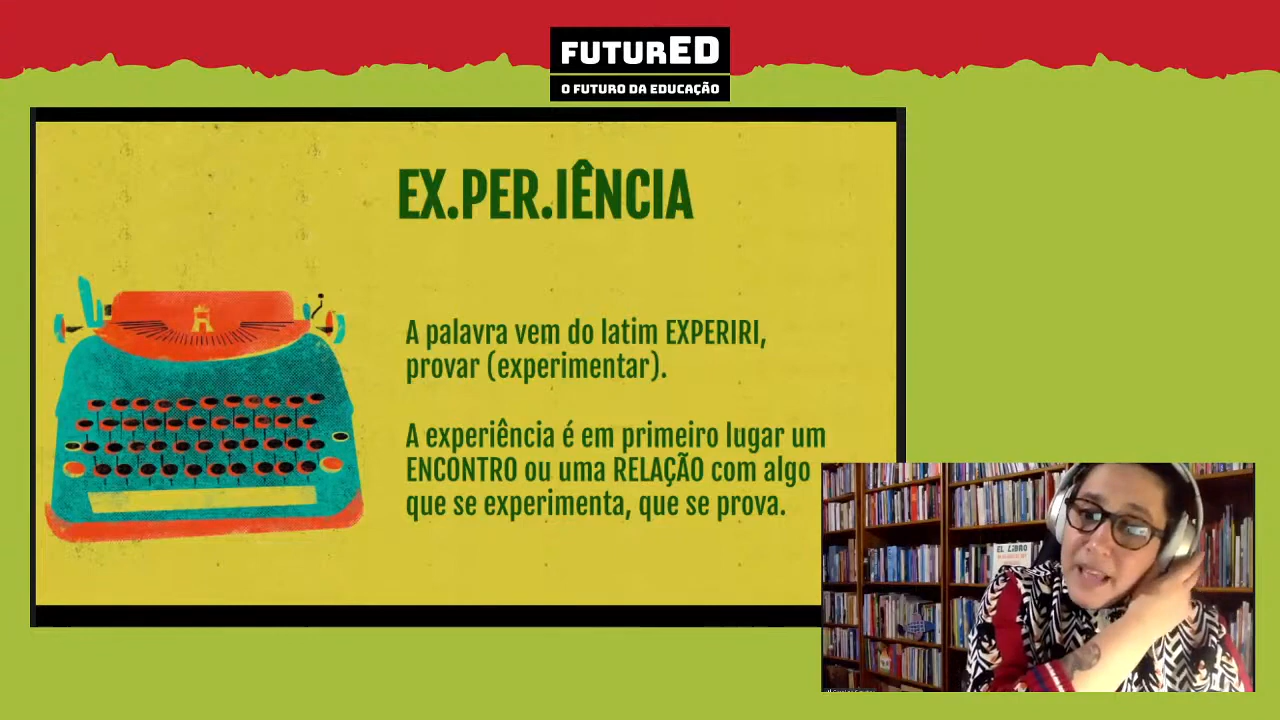 FUTURED
O FUTURO DA EDUCAÇÃO
EX.PER.IÊNCIA
A palavra vem do latim EXPERIRI,
provar (experimentar).
A experiência é em primeiro lugar um
ENCONTRO ou uma RELAÇÃO com algo
que se experimenta, que se prova.
EL LIBRO